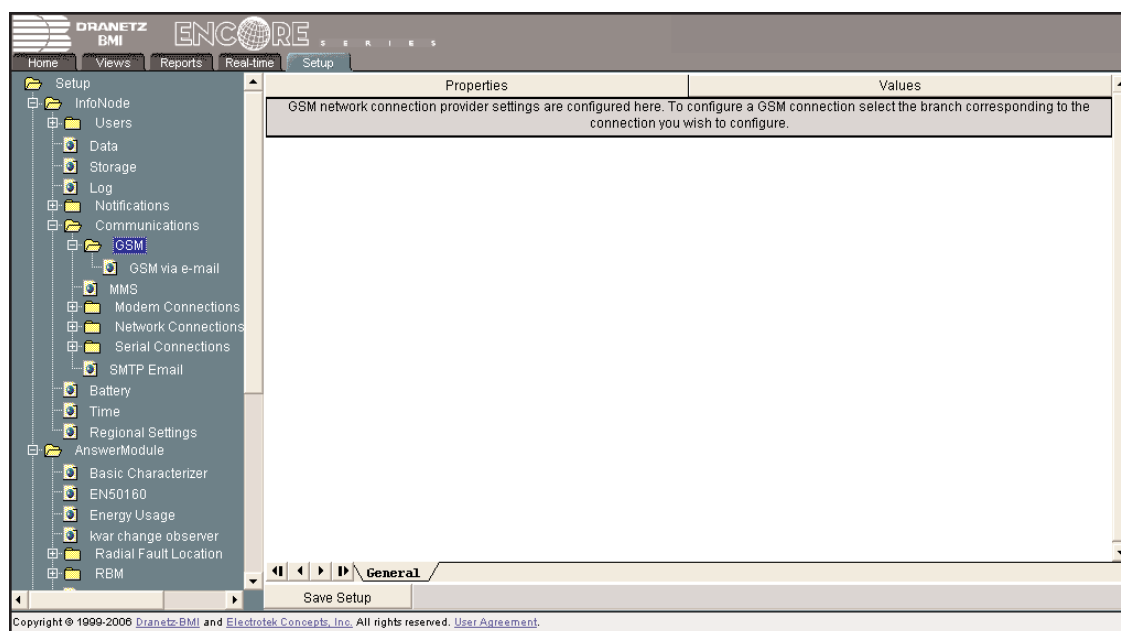 DRANETZ
BMI
ENCORE
SERIES
Home Views Reports Real-time Setup
Setup
InfoNode
Users
Data
Storage
Log
Notifications
Communications
GSM
GSM via e-mail
MMS
Modem Connections
Network Connections
Serial Connections
SMTP Email
Battery
Time
Regional Settings
AnswerModule
Basic Characterizer
EN50160
Energy Usage
kvar change observer
Radial Fault Location
RBM
Properties Values
GSM network connection provider settings are configured here. To configure a GSM connection select the branch corresponding to the
connection you wish to configure.
General
Save Setup
Copyright © 1999-2006 Dranetz-BMI and Electrotek Concepts, Inc. All rights reserved. User Agreement.